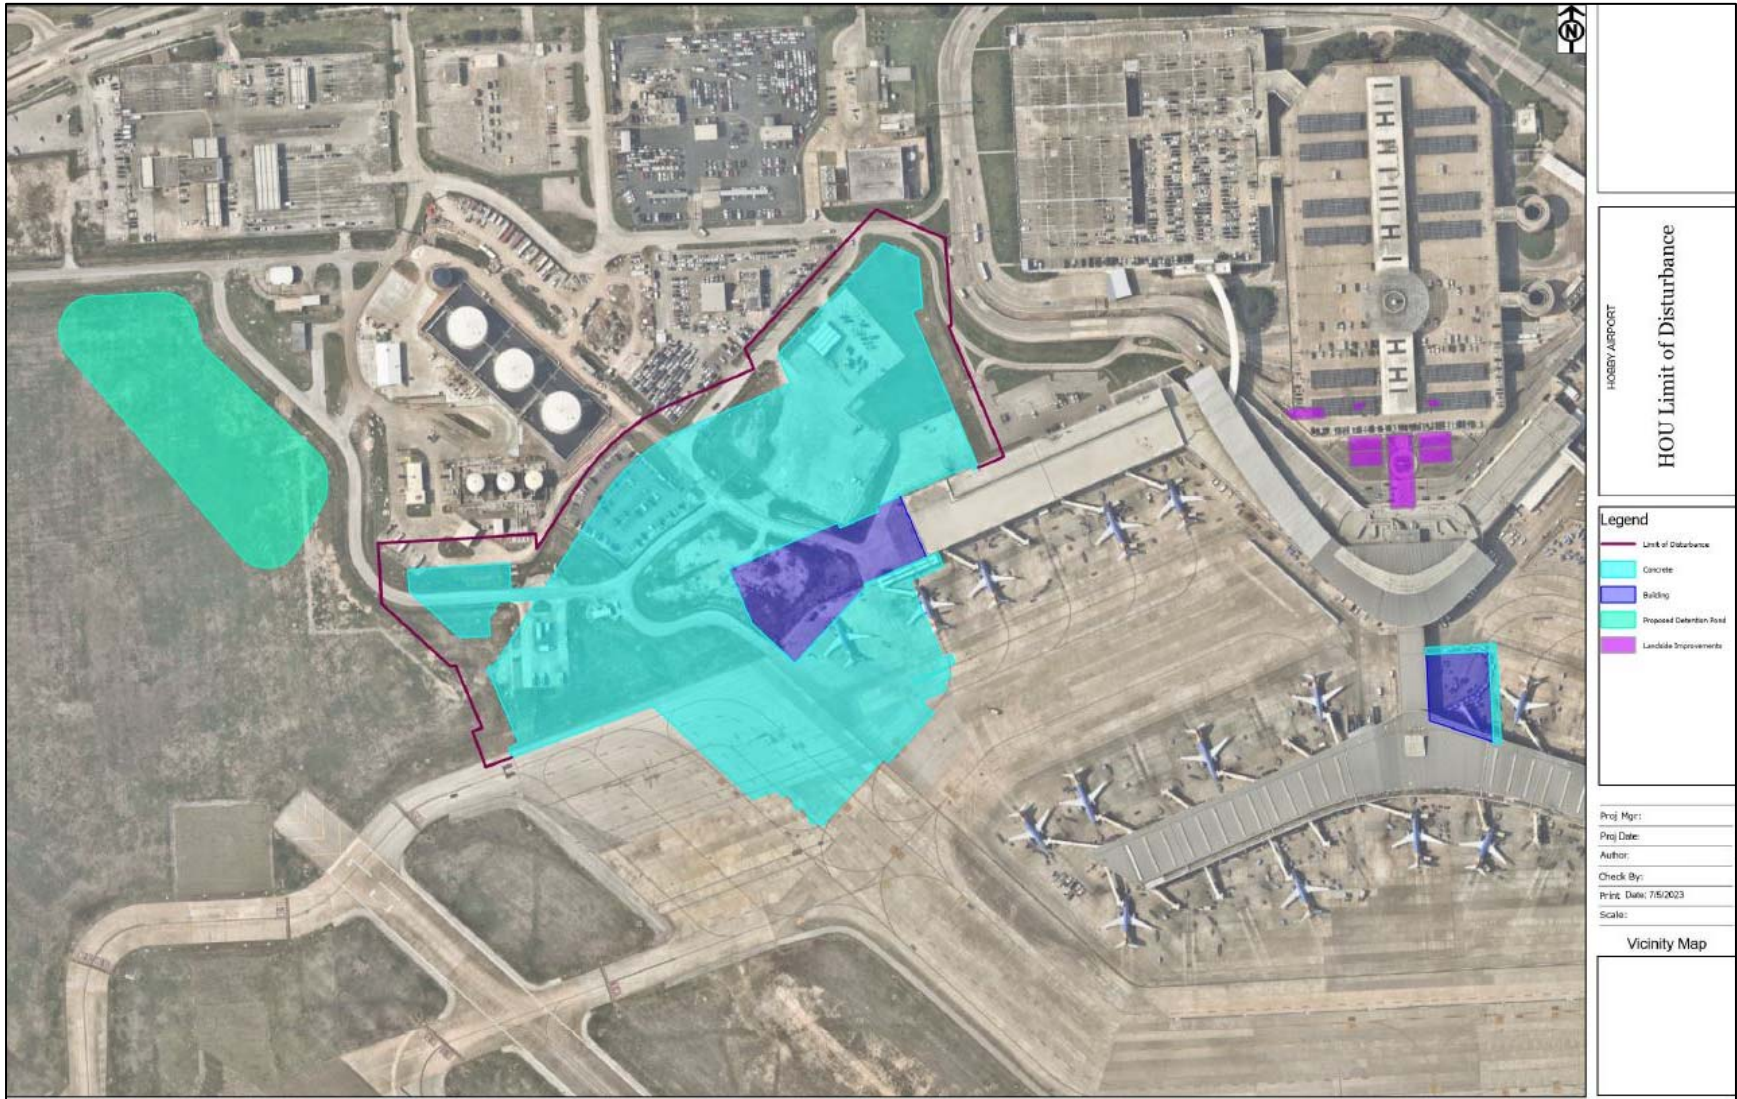 N
HOBBY AIRPORT
HOU Limit of Disturbance
Legend
Limit of Disturbance
Concrete
Building
Proposed Detention Pond
Landside Improvements
Proj Mgr:
Proj Date:
Author:
Check By:
Print Date: 7/5/2023
Scale:
Vicinity Map